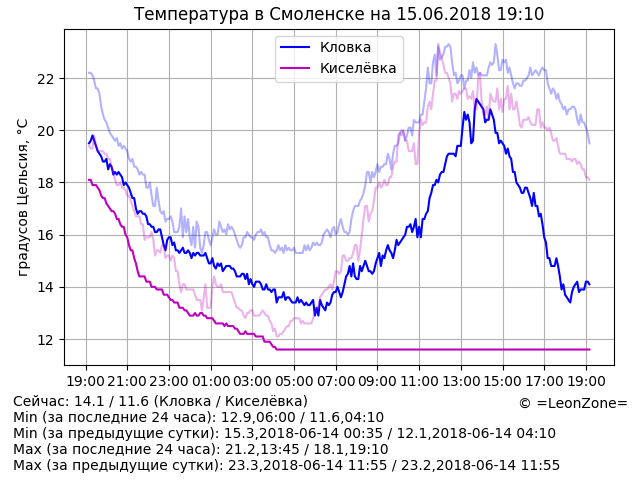 Температура в Смоленске на 15.06.2018 19:10
Кловка
Киселёвка
градусов Цельсия, °C
22
20
18
16
14
12
19:00 21:00 23:00 01:00 03:00 05:00 07:00 09:00 11:00 13:00 15:00 17:00 19:00
Сейчас: 14.1 / 11.6 (Кловка / Киселёвка)
© =LeonZone=
Min (за последние 24 часа): 12.9,06:00 / 11.6,04:10
Min (за предыдущие сутки): 15.3,2018-06-14 00:35 / 12.1,2018-06-14 04:10
Max (за последние 24 часа): 21.2,13:45 / 18.1,19:10
Max (за предыдущие сутки): 23.3,2018-06-14 11:55 / 23.2,2018-06-14 11:55